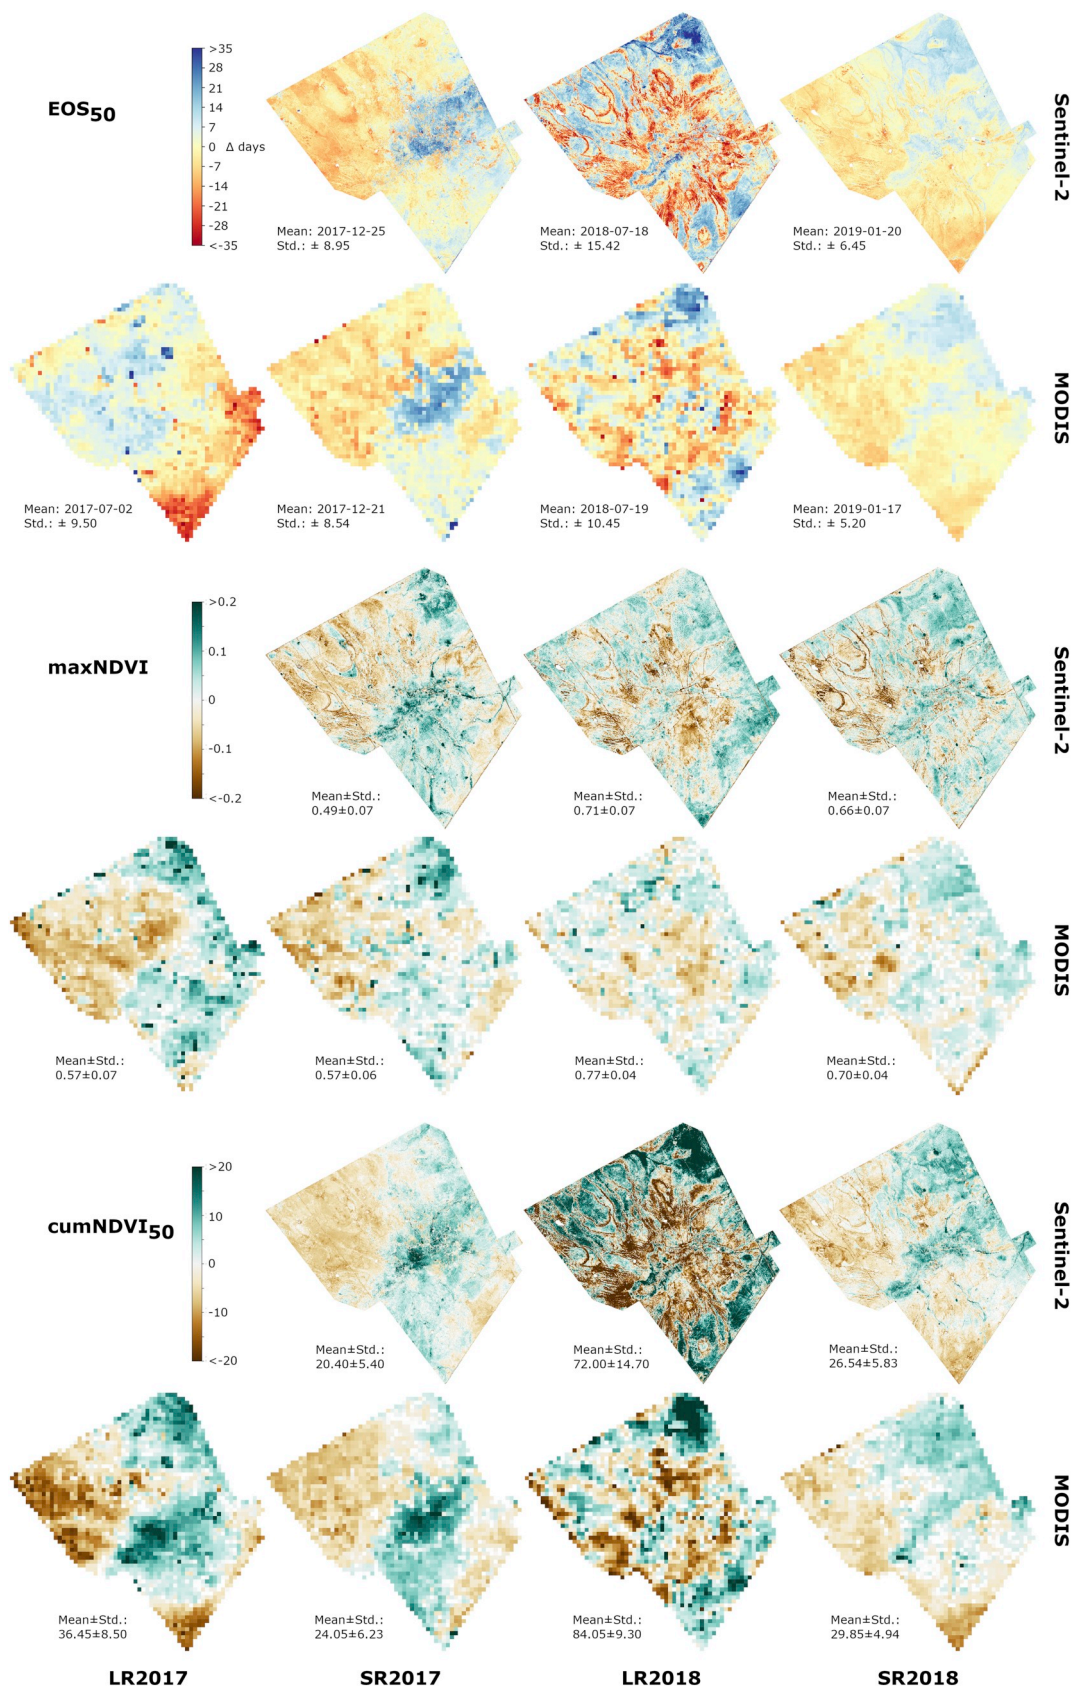 EOS50
>35
28
21
14
7
0 Δ days
-7
-14
-21
-28
<-35
Sentinel-2
Mean: 2017-12-25
Std.: ± 8.95
Mean: 2018-07-18
Std.: ± 15.42
Mean: 2019-01-20
Std.: ± 6.45
MODIS
Mean: 2017-07-02
Std.: ± 9.50
Mean: 2017-12-21
Std.: ± 8.54
Mean: 2018-07-19
Std.: ± 10.45
Mean: 2019-01-17
Std.: ± 5.20
maxNDVI
>0.2
0.1
0
-0.1
<-0.2
Sentinel-2
Mean±Std.:
0.49±0.07
Mean±Std.:
0.71±0.07
Mean±Std.:
0.66±0.07
MODIS
Mean±Std.:
0.57±0.07
Mean±Std.:
0.57±0.06
Mean±Std.:
0.77±0.04
Mean±Std.:
0.70±0.04
cumNDVI50
>20
10
0
-10
<-20
Sentinel-2
Mean±Std.:
20.40±5.40
Mean±Std.:
72.00±14.70
Mean±Std.:
26.54±5.83
MODIS
Mean±Std.:
36.45±8.50
Mean±Std.:
24.05±6.23
Mean±Std.:
84.05±9.30
Mean±Std.:
29.85±4.94
LR2017
SR2017
LR2018
SR2018